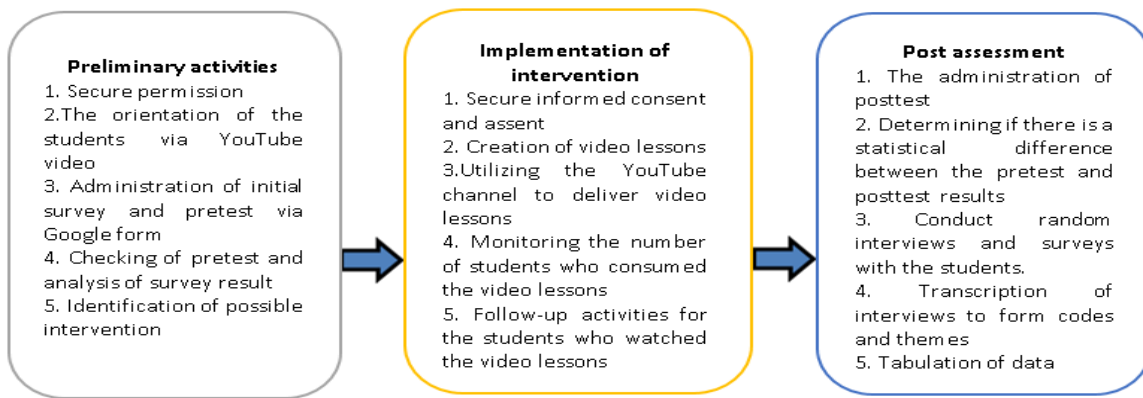 Preliminary activities
1. Secure permission
2.The orientation of the
students via YouTube
video
3. Administration of initial
survey and pretest via
Google form
4. Checking of pretest and
analysis of survey result
5. Identification of possible
intervention
Implementation of
intervention
1. Secure informed consent
and assent
2. Creation of video lessons
3.Utilizing the YouTube
channel to deliver video
lessons
4. Monitoring the number
of students who consumed
the video lessons
5. Follow-up activities for
the students who watched
the video lessons
Post assessment
1. The administration of
posttest
2. Determining if there is a
statistical difference
between the pretest and
posttest results
3. Conduct random
interviews and surveys
with the students.
4. Transcription of
interviews to form codes
and themes
5. Tabulation of data